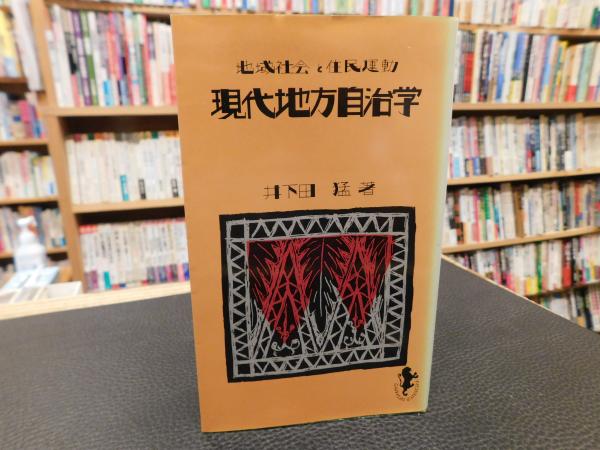 地域社会と住民運動
現代地方自治学
井下田 猛 著